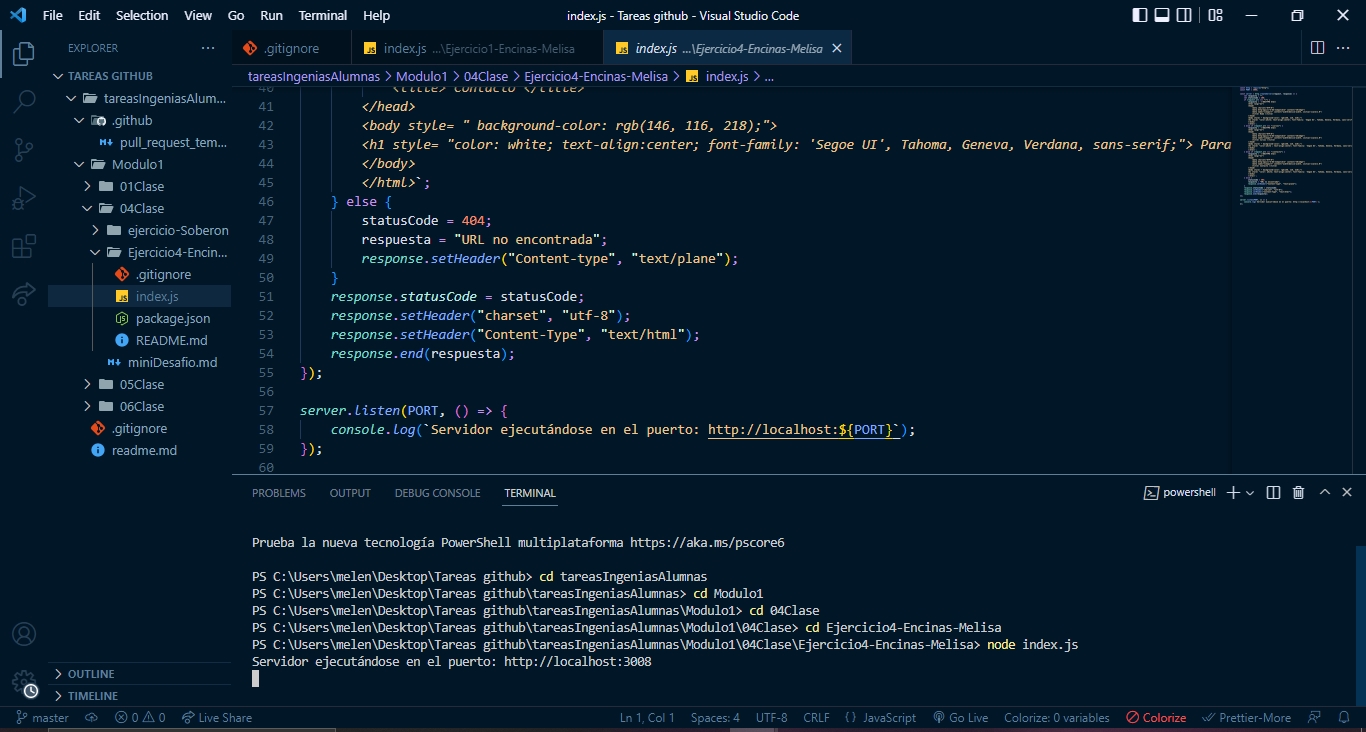 File Edit Selection View Go Run Terminal Help index.js - Tareas github - Visual Studio Code
EXPLORER ...
.gitignore
index.js ...\Ejercicio1-Encinas-Melisa
index.js ...\Ejercicio4-Encinas-Melisa
tareasIngeniasAlumnas > Modulo1 > 04Clase > Ejercicio4-Encinas-Melisa > JS index.js > ...
TAREAS GITHUB
tareasIngeniasAlum...
.github
pull_request_tem...
Modulo1
01Clase
04Clase
ejercicio-Soberon
Ejercicio4-Encin...
.gitignore
index.js
package.json
README.md
miniDesafio.md
05Clase
06Clase
.gitignore
readme.md
OUTLINE
TIMELINE
40 <title> Contacto </title>
41 </head>
42 <body style= " background-color: rgb(146, 116, 218);">
43 <h1 style= "color: white; text-align:center; font-family: 'Segoe UI', Tahoma, Geneva, Verdana, sans-serif;"> Para
44 </body>
45 </html>`;
46 } else {
47 statusCode = 404;
48 respuesta = "URL no encontrada";
49 response.setHeader("Content-type", "text/plane");
50 }
51 response.statusCode = statusCode;
52 response.setHeader("charset", "utf-8");
53 response.setHeader("Content-Type", "text/html");
54 response.end(respuesta);
55 });
56
57 server.listen(PORT, () => {
58 console.log(`Servidor ejecutándose en el puerto: http://localhost:${PORT}`);
59 });
60
PROBLEMS OUTPUT DEBUG CONSOLE TERMINAL powershell
Prueba la nueva tecnología PowerShell multiplataforma https://aka.ms/pscore6
PS C:\Users\melen\Desktop\Tareas github> cd tareasIngeniasAlumnas
PS C:\Users\melen\Desktop\Tareas github\tareasIngeniasAlumnas> cd Modulo1
PS C:\Users\melen\Desktop\Tareas github\tareasIngeniasAlumnas\Modulo1> cd 04Clase
PS C:\Users\melen\Desktop\Tareas github\tareasIngeniasAlumnas\Modulo1\04Clase> cd Ejercicio4-Encinas-Melisa
PS C:\Users\melen\Desktop\Tareas github\tareasIngeniasAlumnas\Modulo1\04Clase\Ejercicio4-Encinas-Melisa> node index.js
Servidor ejecutándose en el puerto: http://localhost:3008
master 0 0 Live Share Ln 1, Col 1 Spaces: 4 UTF-8 CRLF {} JavaScript Go Live Colorize: 0 variables Colorize Prettier-More